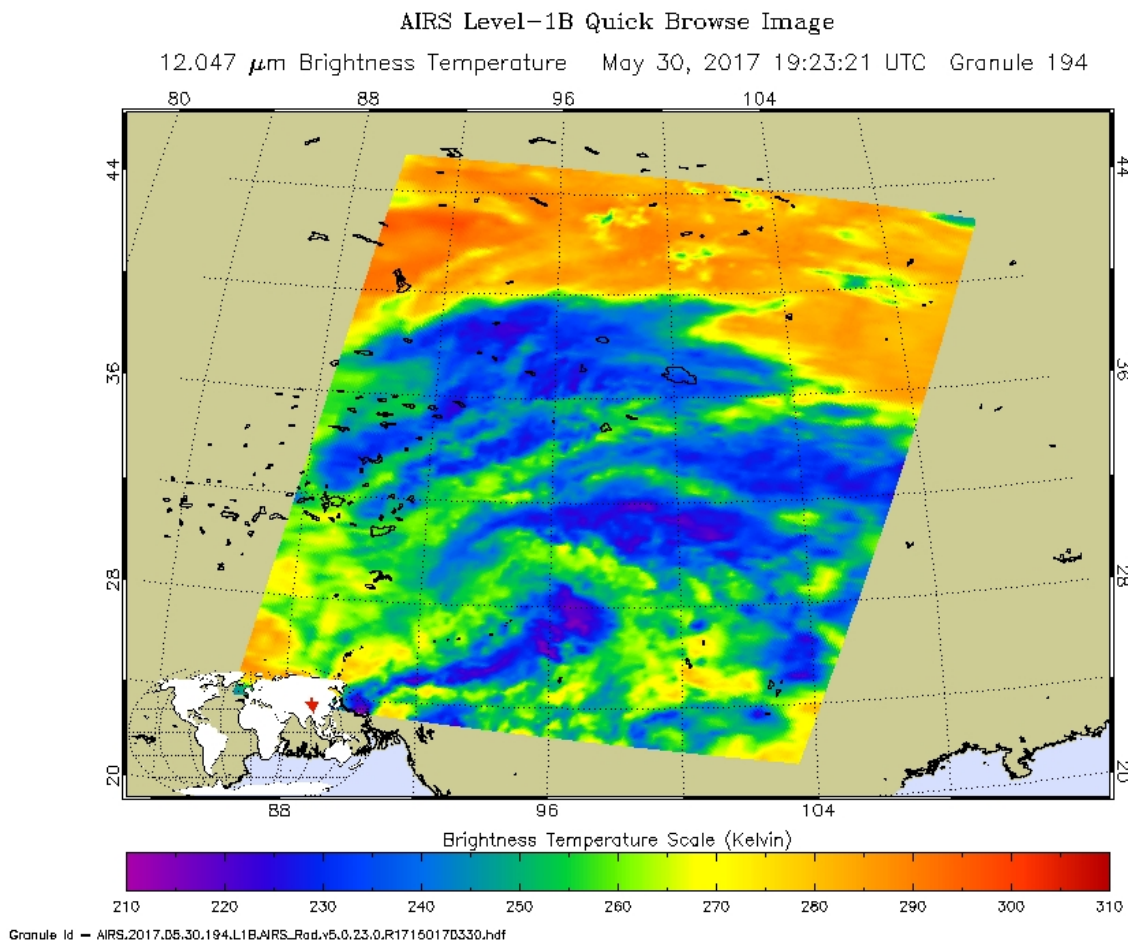 AIRS Level-1B Quick Browse Image
12.047 μm Brightness Temperature May 30, 2017 19:23:21 UTC Granule 194
80 88 96 104
44 44
36 36
28 28
20 20
88 96 104
Brightness Temperature Scale (Kelvin)
210 220 230 240 250 260 270 280 290 300 310
Granule Id - AIRS.2017.05.30.194.L1B.AIRS_Rad.v5.0.23.0.R17150170330.hdf